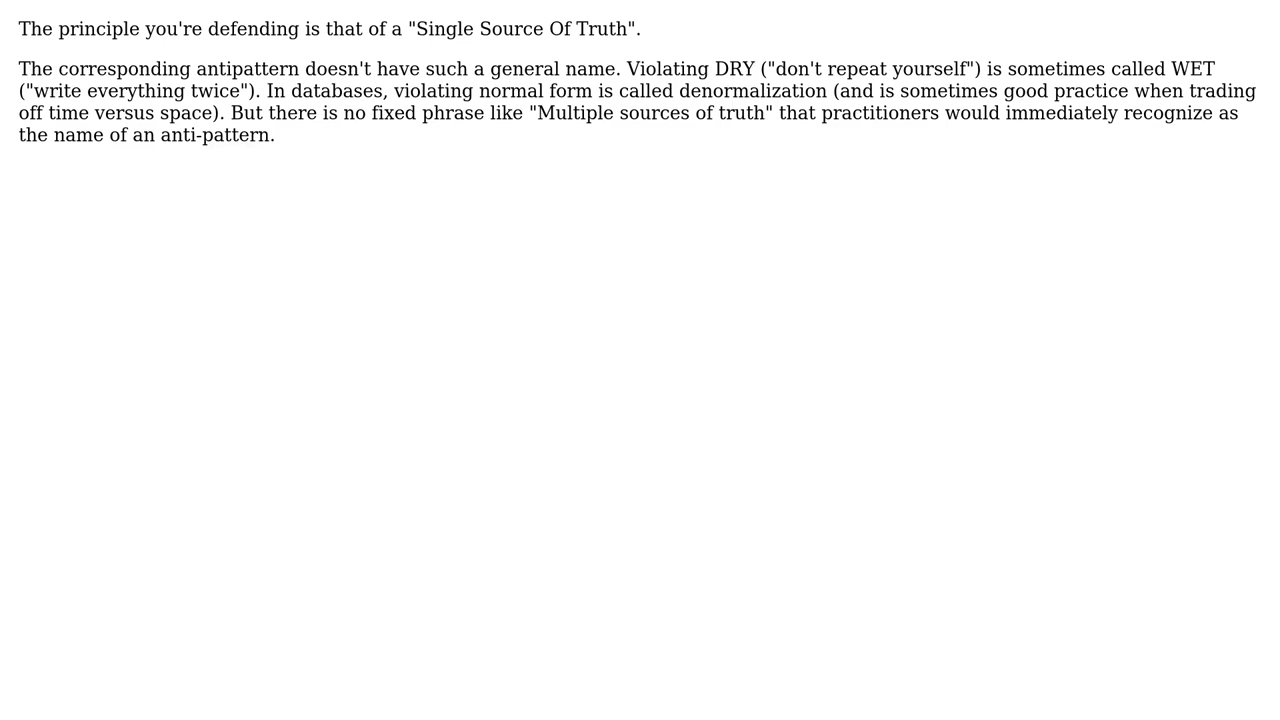 The principle you're defending is that of a "Single Source Of Truth".
The corresponding antipattern doesn't have such a general name. Violating DRY ("don't repeat yourself") is sometimes called WET
("write everything twice"). In databases, violating normal form is called denormalization (and is sometimes good practice when trading
off time versus space). But there is no fixed phrase like "Multiple sources of truth" that practitioners would immediately recognize as
the name of an anti-pattern.